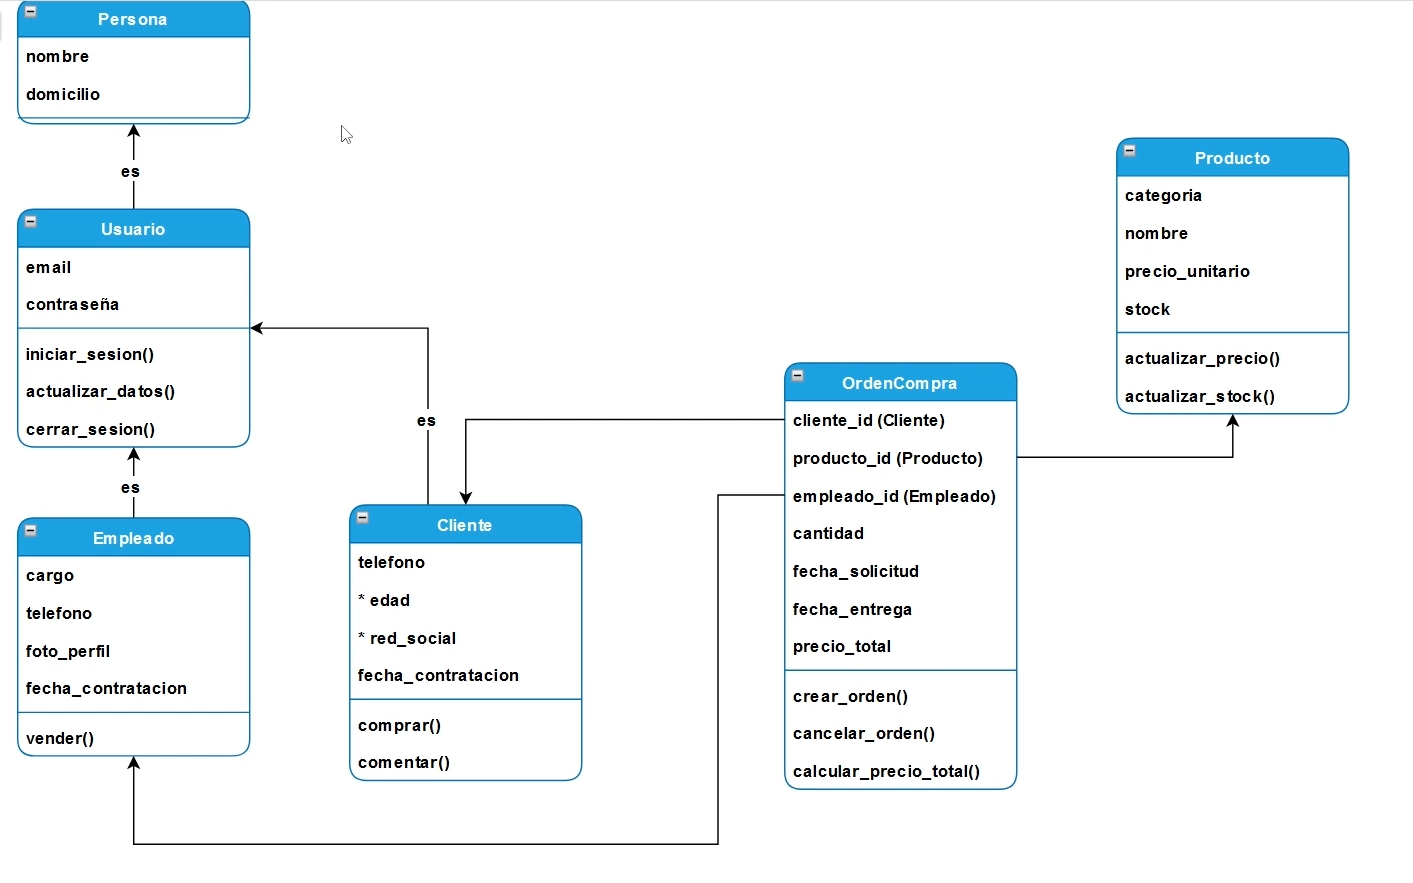 Persona
nombre
domicilio
es
Usuario
email
contraseña
iniciar_sesion()
actualizar_datos()
cerrar_sesion()
es
Empleado
cargo
telefono
foto_perfil
fecha_contratacion
vender()
es
Cliente
telefono
* edad
* red_social
fecha_contratacion
comprar()
comentar()
OrdenCompra
cliente_id (Cliente)
producto_id (Producto)
empleado_id (Empleado)
cantidad
fecha_solicitud
fecha_entrega
precio_total
crear_orden()
cancelar_orden()
calcular_precio_total()
Producto
categoria
nombre
precio_unitario
stock
actualizar_precio()
actualizar_stock()